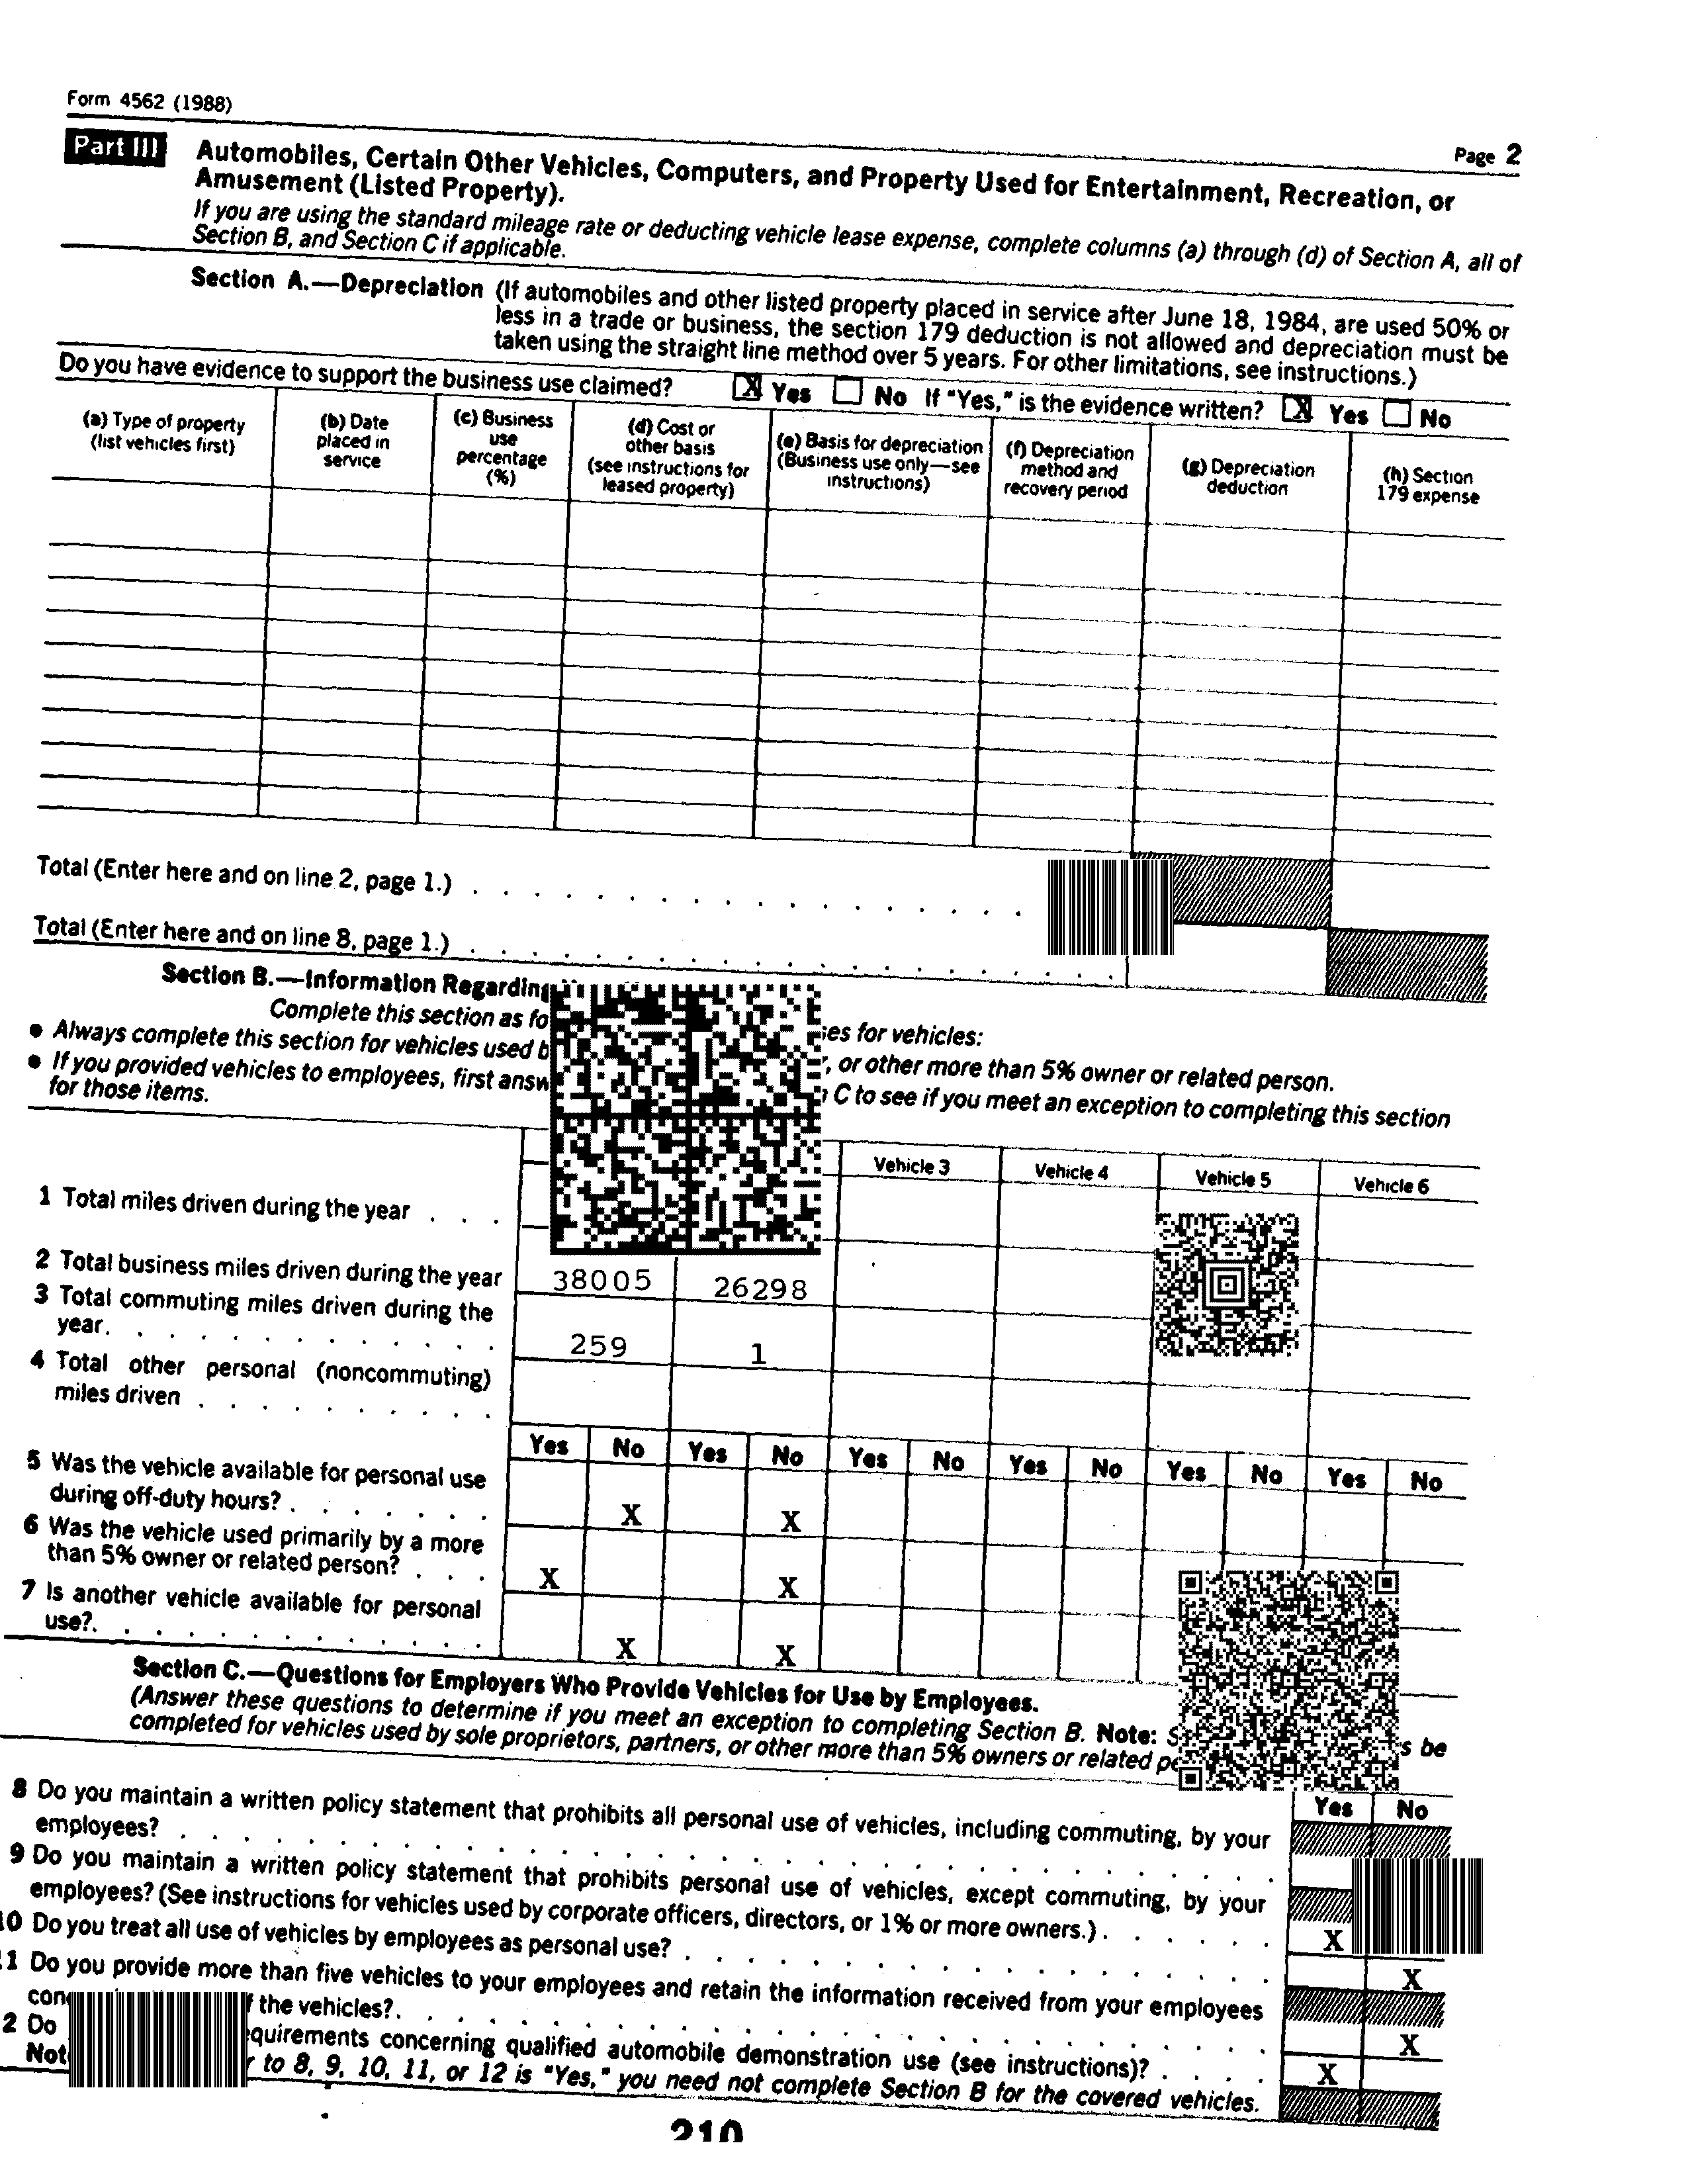 Form 4562 (1988)
Page 2
Part III
Automobiles, Certain Other Vehicles, Computers, and Property Used for Entertainment, Recreation, or
Amusement (Listed Property).
If you are using the standard mileage rate or deducting vehicle lease expense, complete columns (a) through (d) of Section A, all of
Section B, and Section C if applicable.
Section A.—Depreciation (If automobiles and other listed property placed in service after June 18, 1984, are used 50% or
less in a trade or business, the section 179 deduction is not allowed and depreciation must be
taken using the straight line method over 5 years. For other limitations, see instructions.)
Do you have evidence to support the business use claimed? X Yes No If "Yes," is the evidence written? X Yes No
(a) Type of property
(list vehicles first)
(b) Date
placed in
service
(c) Business
use
percentage
(%)
(d) Cost or
other basis
(see instructions for
leased property)
(e) Basis for depreciation
(Business use only—see
instructions)
(f) Depreciation
method and
recovery period
(g) Depreciation
deduction
(h) Section
179 expense
Total (Enter here and on line 2, page 1.)
Total (Enter here and on line 8, page 1.)
Section B.—Information Regarding
Complete this section as
for vehicles:
● Always complete this section for vehicles used
, or other more than 5% owner or related person.
● If you provided vehicles to employees, first
C to see if you meet an exception to completing this section
for those items.
Vehicle 3 Vehicle 4 Vehicle 5 Vehicle 6
1 Total miles driven during the year . . .
2 Total business miles driven during the year 38005 26298
3 Total commuting miles driven during the
year. . . . . . . . . . . . . . 259 1
4 Total other personal (noncommuting)
miles driven . . . . . . . . . .
Yes No Yes No Yes No Yes No Yes No Yes No
5 Was the vehicle available for personal use
during off-duty hours? . . . . . . . X X
6 Was the vehicle used primarily by a more
than 5% owner or related person? . . . X X
7 Is another vehicle available for personal
use?. . . . . . . . . . . . . . X X
Section C.—Questions for Employers Who Provide Vehicles for Use by Employees.
(Answer these questions to determine if you meet an exception to completing Section B. Note:
be
completed for vehicles used by sole proprietors, partners, or other more than 5% owners or related
Yes No
8 Do you maintain a written policy statement that prohibits all personal use of vehicles, including commuting, by your
employees?
9 Do you maintain a written policy statement that prohibits personal use of vehicles, except commuting, by your
employees? (See instructions for vehicles used by corporate officers, directors, or 1% or more owners.) . . . . . . X
10 Do you treat all use of vehicles by employees as personal use? X
1 Do you provide more than five vehicles to your employees and retain the information received from your employees
the vehicles?. X
2 Do
concerning qualified automobile demonstration use (see instructions)? . . . . X
to 8, 9, 10, 11, or 12 is "Yes," you need not complete Section B for the covered vehicles.
210